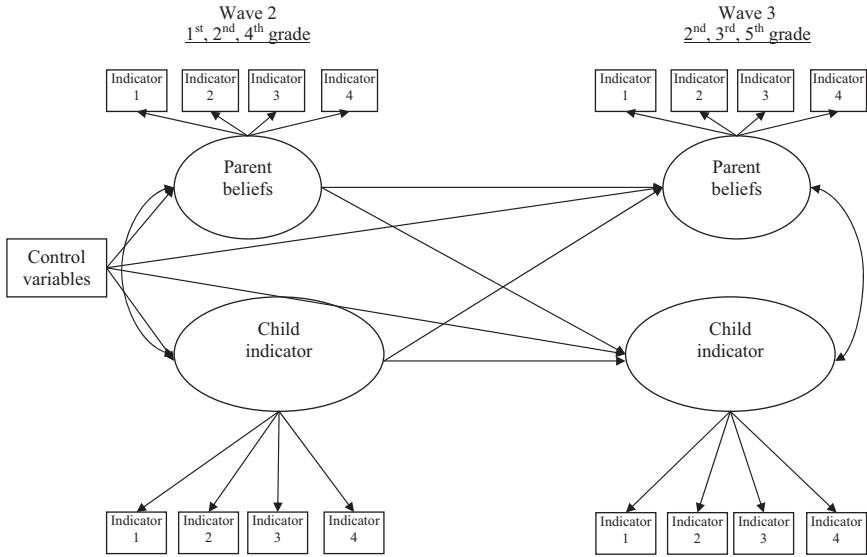 Wave 2
1st, 2nd, 4th grade
Wave 3
2nd, 3rd, 5th grade
Indicator
1
Indicator
2
Indicator
3
Indicator
4
Indicator
1
Indicator
2
Indicator
3
Indicator
4
Parent
beliefs
Parent
beliefs
Control
variables
Child
indicator
Child
indicator
Indicator
1
Indicator
2
Indicator
3
Indicator
4
Indicator
1
Indicator
2
Indicator
3
Indicator
4